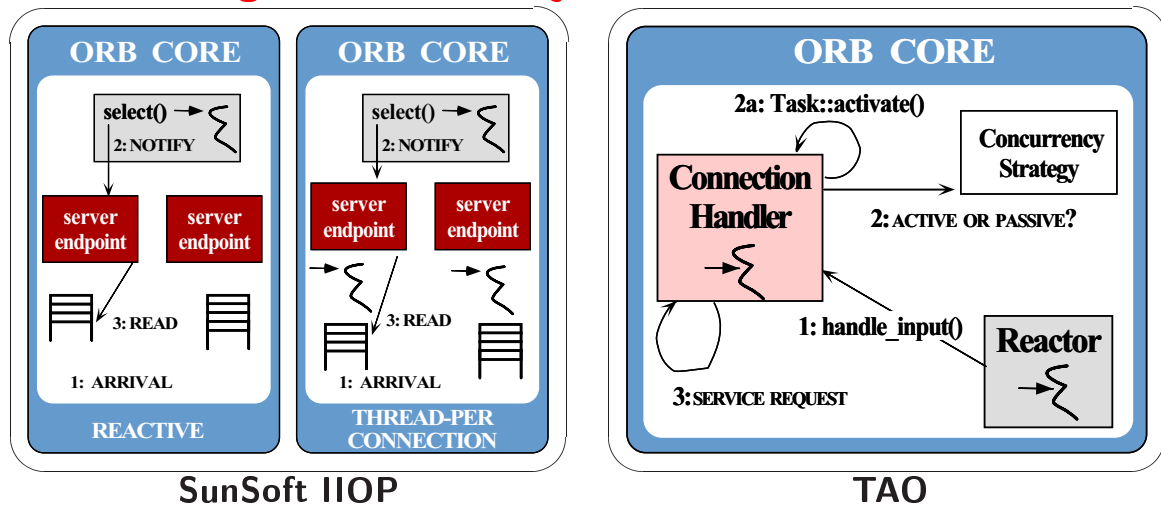 ORB CORE
select()
2: NOTIFY
server
endpoint
server
endpoint
3: READ
1: ARRIVAL
REACTIVE
ORB CORE
select()
2: NOTIFY
server
endpoint
server
endpoint
3: READ
1: ARRIVAL
THREAD-PER
CONNECTION
SunSoft IIOP
ORB CORE
2a: Task::activate()
Concurrency
Strategy
Connection
Handler
2: ACTIVE OR PASSIVE?
1: handle_input()
Reactor
3: SERVICE REQUEST
TAO